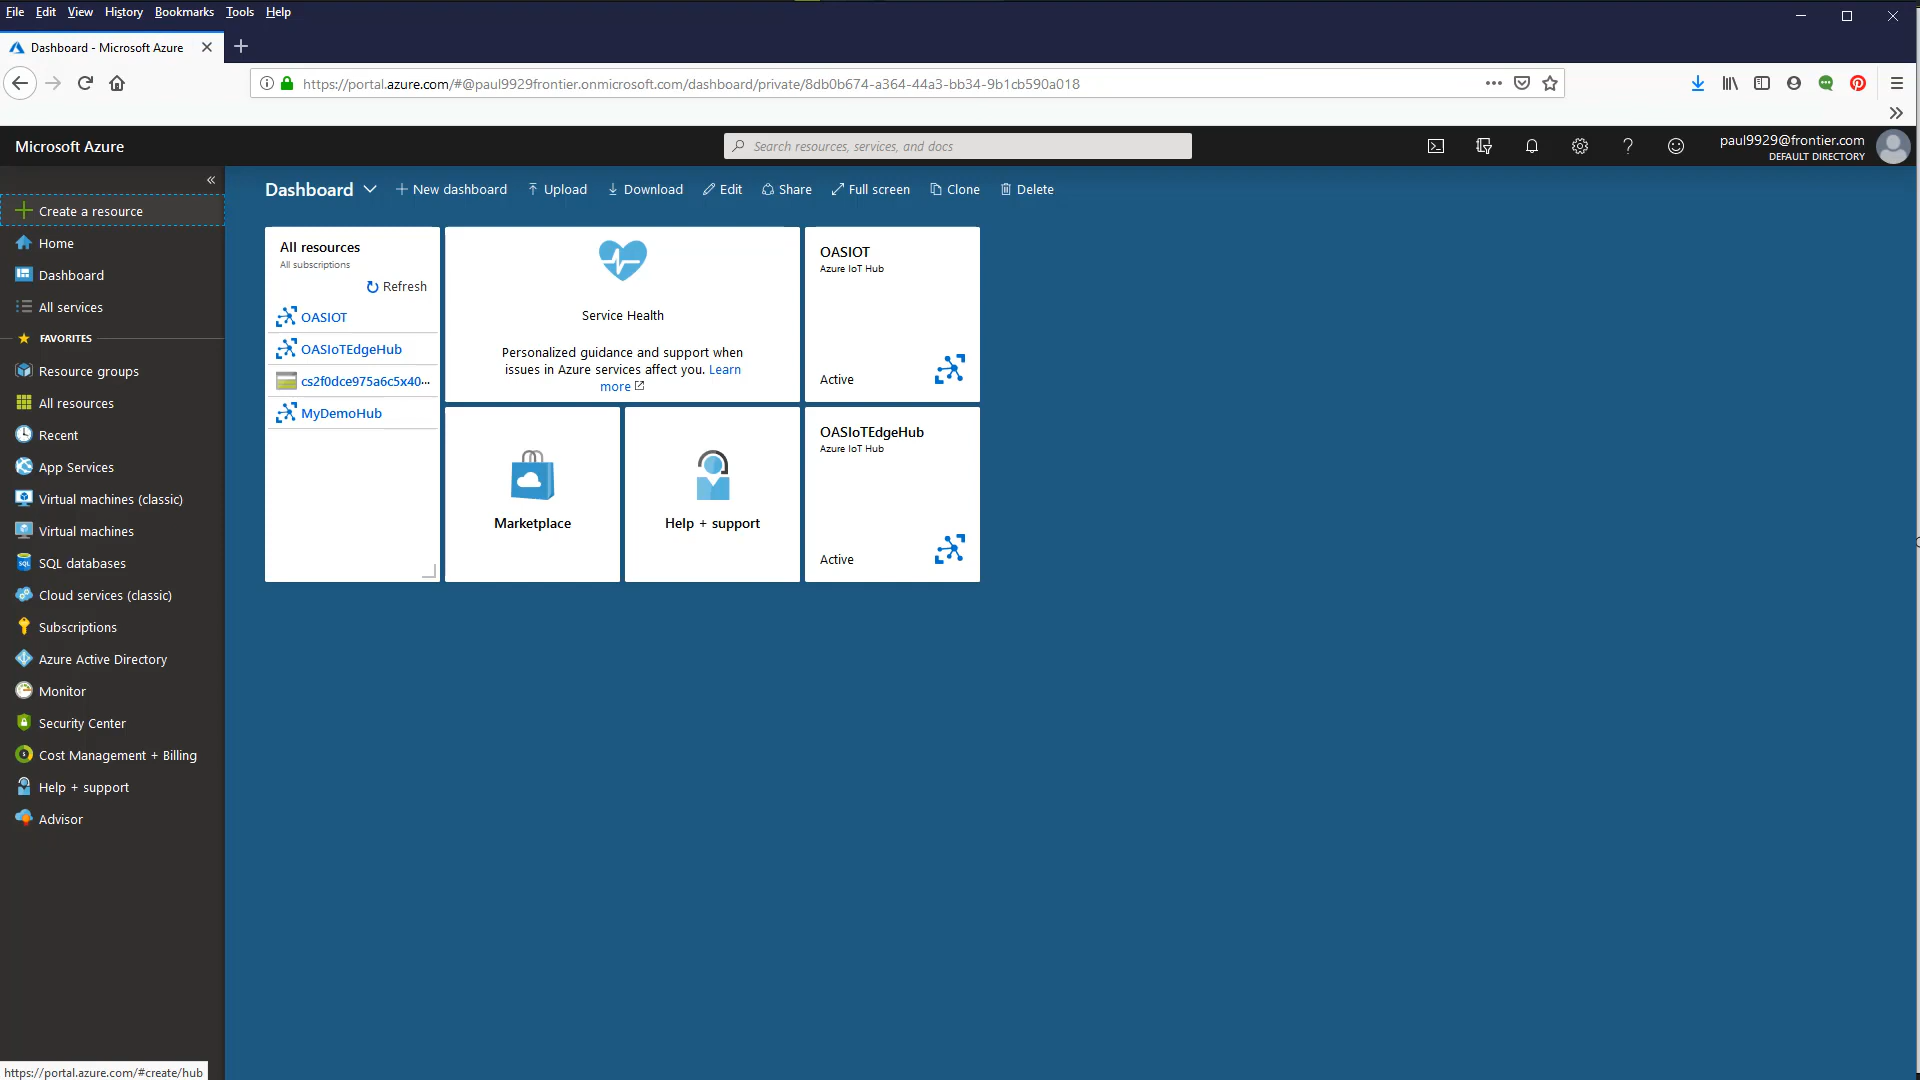 File Edit View History Bookmarks Tools Help
Dashboard - Microsoft Azure
https://portal.azure.com/#@paul9929frontier.onmicrosoft.com/dashboard/private/8db0b674-a364-44a3-bb34-9b1cb590a018
Microsoft Azure
Search resources, services, and docs
paul9929@frontier.com
DEFAULT DIRECTORY
Create a resource
Home
Dashboard
All services
FAVORITES
Resource groups
All resources
Recent
App Services
Virtual machines (classic)
Virtual machines
SQL databases
Cloud services (classic)
Subscriptions
Azure Active Directory
Monitor
Security Center
Cost Management + Billing
Help + support
Advisor
Dashboard New dashboard Upload Download Edit Share Full screen Clone Delete
All resources
All subscriptions
Refresh
OASIOT
OASIoTEdgeHub
cs2f0dce975a6c5x40...
MyDemoHub
Service Health
Personalized guidance and support when
issues in Azure services affect you. Learn
more
Marketplace
Help + support
OASIOT
Azure IoT Hub
Active
OASIoTEdgeHub
Azure IoT Hub
Active
https://portal.azure.com/#create/hub